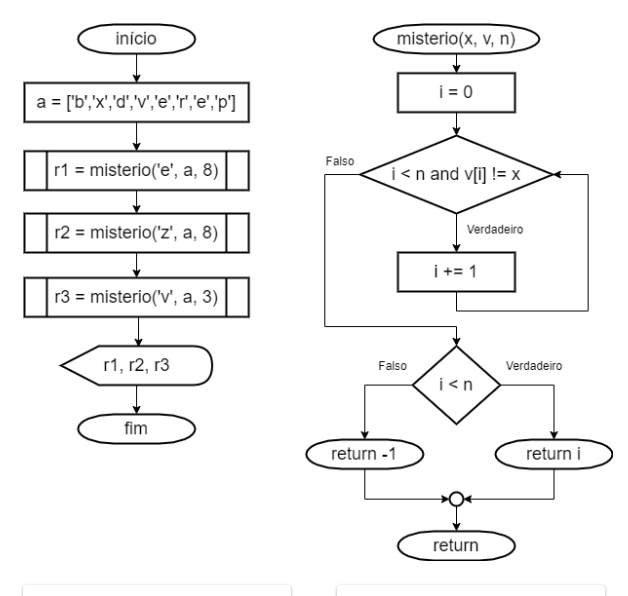 início
a = ['b','x','d','v','e','r','e','p']
r1 = misterio('e', a, 8)
r2 = misterio('z', a, 8)
r3 = misterio('v', a, 3)
r1, r2, r3
fim
misterio(x, v, n)
i = 0
Falso
i < n and v[i] != x
Verdadeiro
i += 1
Falso
i < n
Verdadeiro
return -1
return i
return